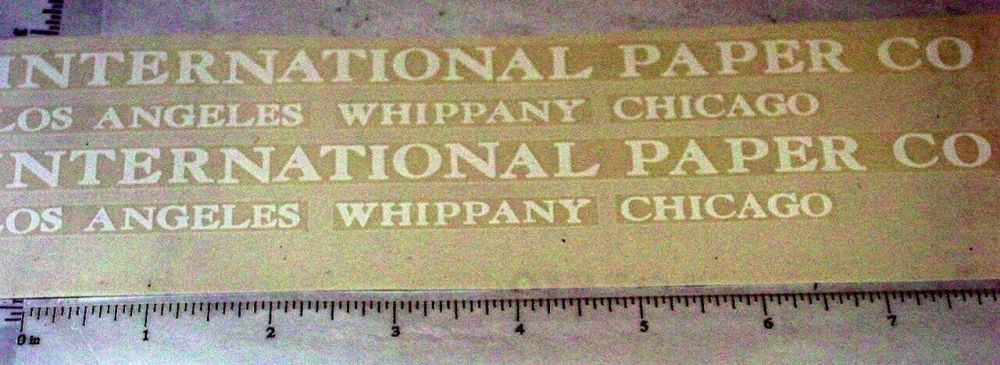 INTERNATIONAL PAPER CO
LOS ANGELES WHIPPANY CHICAGO
INTERNATIONAL PAPER CO
LOS ANGELES WHIPPANY CHICAGO
0 in 1 2 3 4 5 6 7